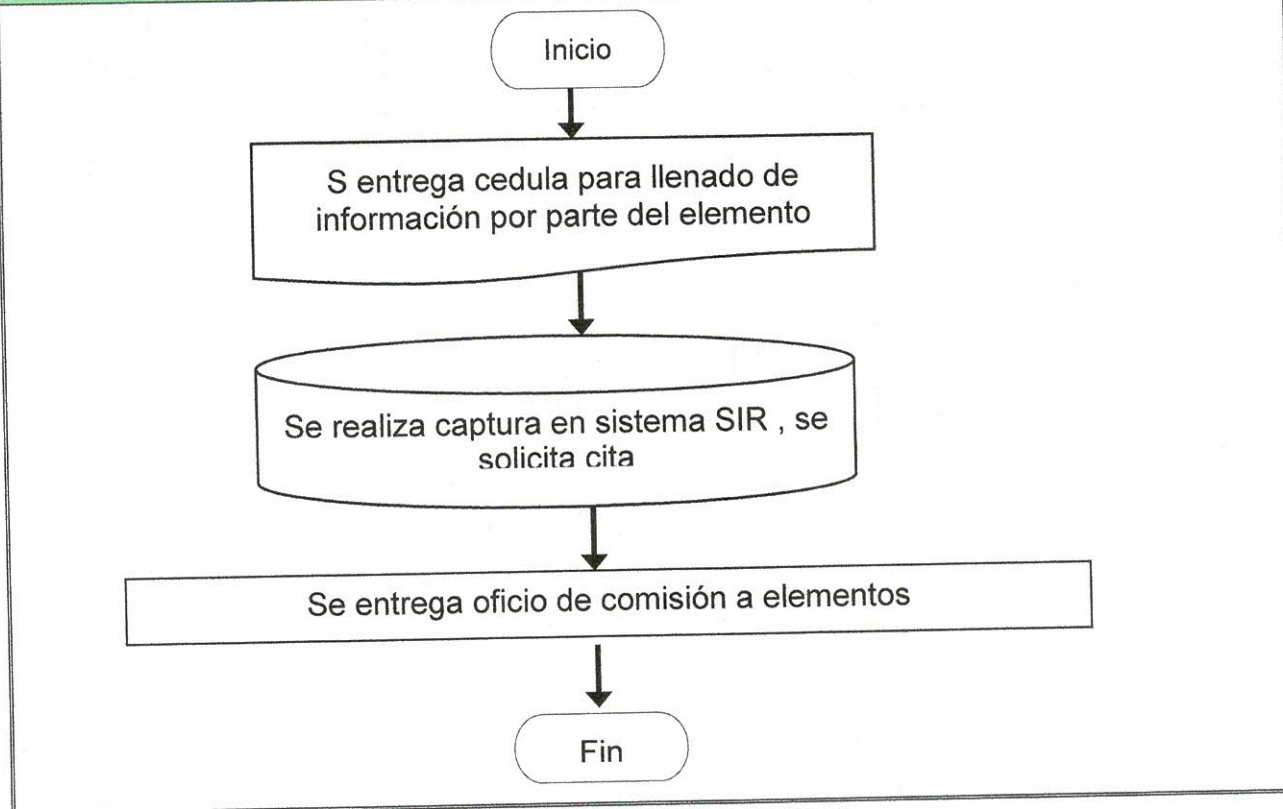 Inicio
S entrega cedula para llenado de
información por parte del elemento
Se realiza captura en sistema SIR , se
solicita cita
Se entrega oficio de comisión a elementos
Fin